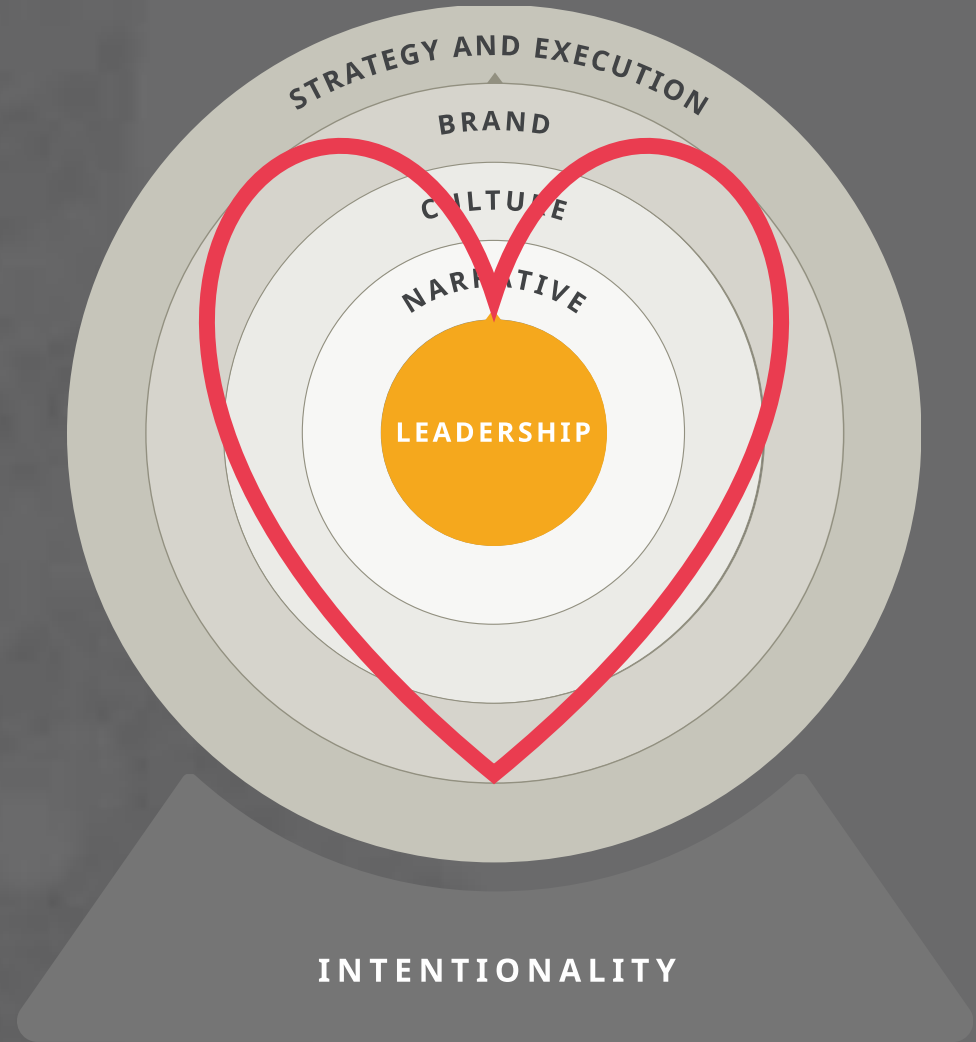 STRATEGY AND EXECUTION
BRAND
CULTURE
NARRATIVE
LEADERSHIP
INTENTIONALITY